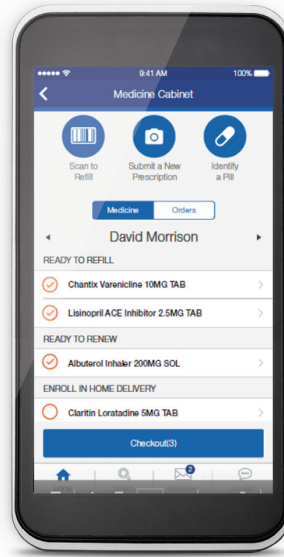 9:41 AM 100%
Medicine Cabinet
Scan to Refill
Submit a New Prescription
Identify a Pill
Medicine Orders
David Morrison
READY TO REFILL
Chantix Varenicline 10MG TAB
Lisinopril ACE Inhibitor 2.5MG TAB
READY TO RENEW
Albuterol Inhaler 200MG SOL
ENROLL IN HOME DELIVERY
Claritin Loratadine 5MG TAB
Checkout(3)
2